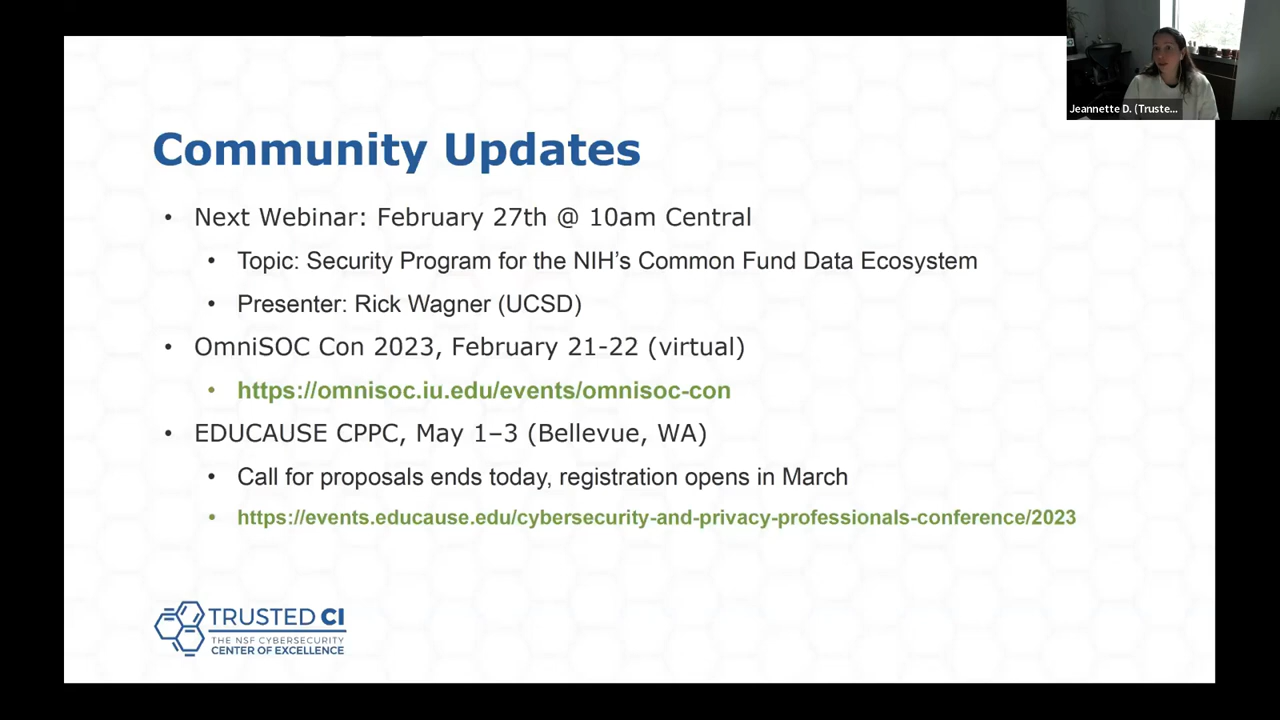 Jeannette D. (Truste...
Community Updates
• Next Webinar: February 27th @ 10am Central
• Topic: Security Program for the NIH’s Common Fund Data Ecosystem
• Presenter: Rick Wagner (UCSD)
• OmniSOC Con 2023, February 21-22 (virtual)
• https://omnisoc.iu.edu/events/omnisoc-con
• EDUCAUSE CPPC, May 1–3 (Bellevue, WA)
• Call for proposals ends today, registration opens in March
• https://events.educause.edu/cybersecurity-and-privacy-professionals-conference/2023
TRUSTED CI
THE NSF CYBERSECURITY
CENTER OF EXCELLENCE